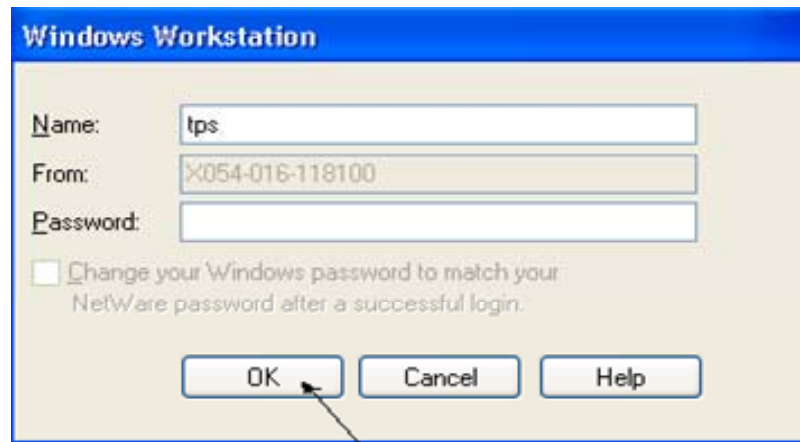 Windows Workstation
Name: tps
From: X054-016-118100
Password:
Change your Windows password to match your
NetWare password after a successful login.
OK Cancel Help